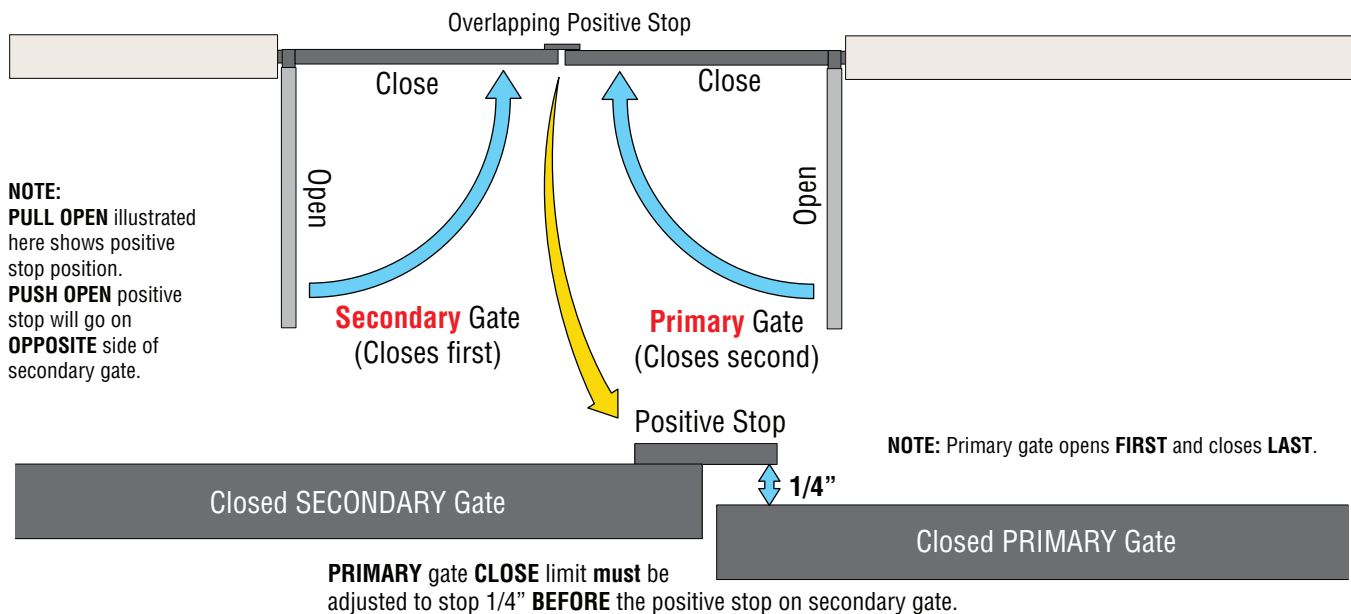 Overlapping Positive Stop
Close
Close
Open
Open
NOTE:
PULL OPEN illustrated
here shows positive
stop position.
PUSH OPEN positive
stop will go on
OPPOSITE side of
secondary gate.
Secondary Gate
(Closes first)
Primary Gate
(Closes second)
Positive Stop
NOTE: Primary gate opens FIRST and closes LAST.
1/4”
Closed SECONDARY Gate
Closed PRIMARY Gate
PRIMARY gate CLOSE limit must be
adjusted to stop 1/4” BEFORE the positive stop on secondary gate.